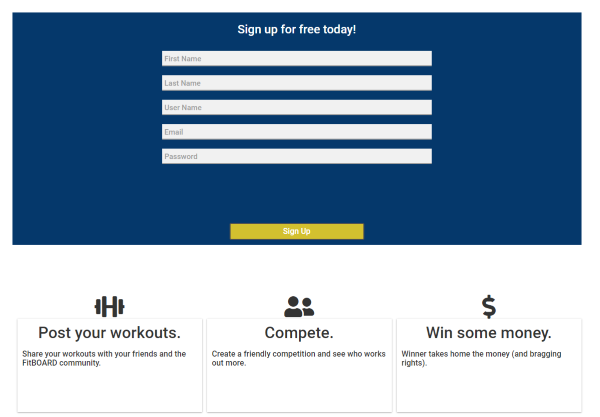 Sign up for free today!
First Name
Last Name
User Name
Email
Password
Sign Up
Post your workouts.
Share your workouts with your friends and the
FitBOARD community.
Compete.
Create a friendly competition and see who works
out more.
Win some money.
Winner takes home the money (and bragging
rights).